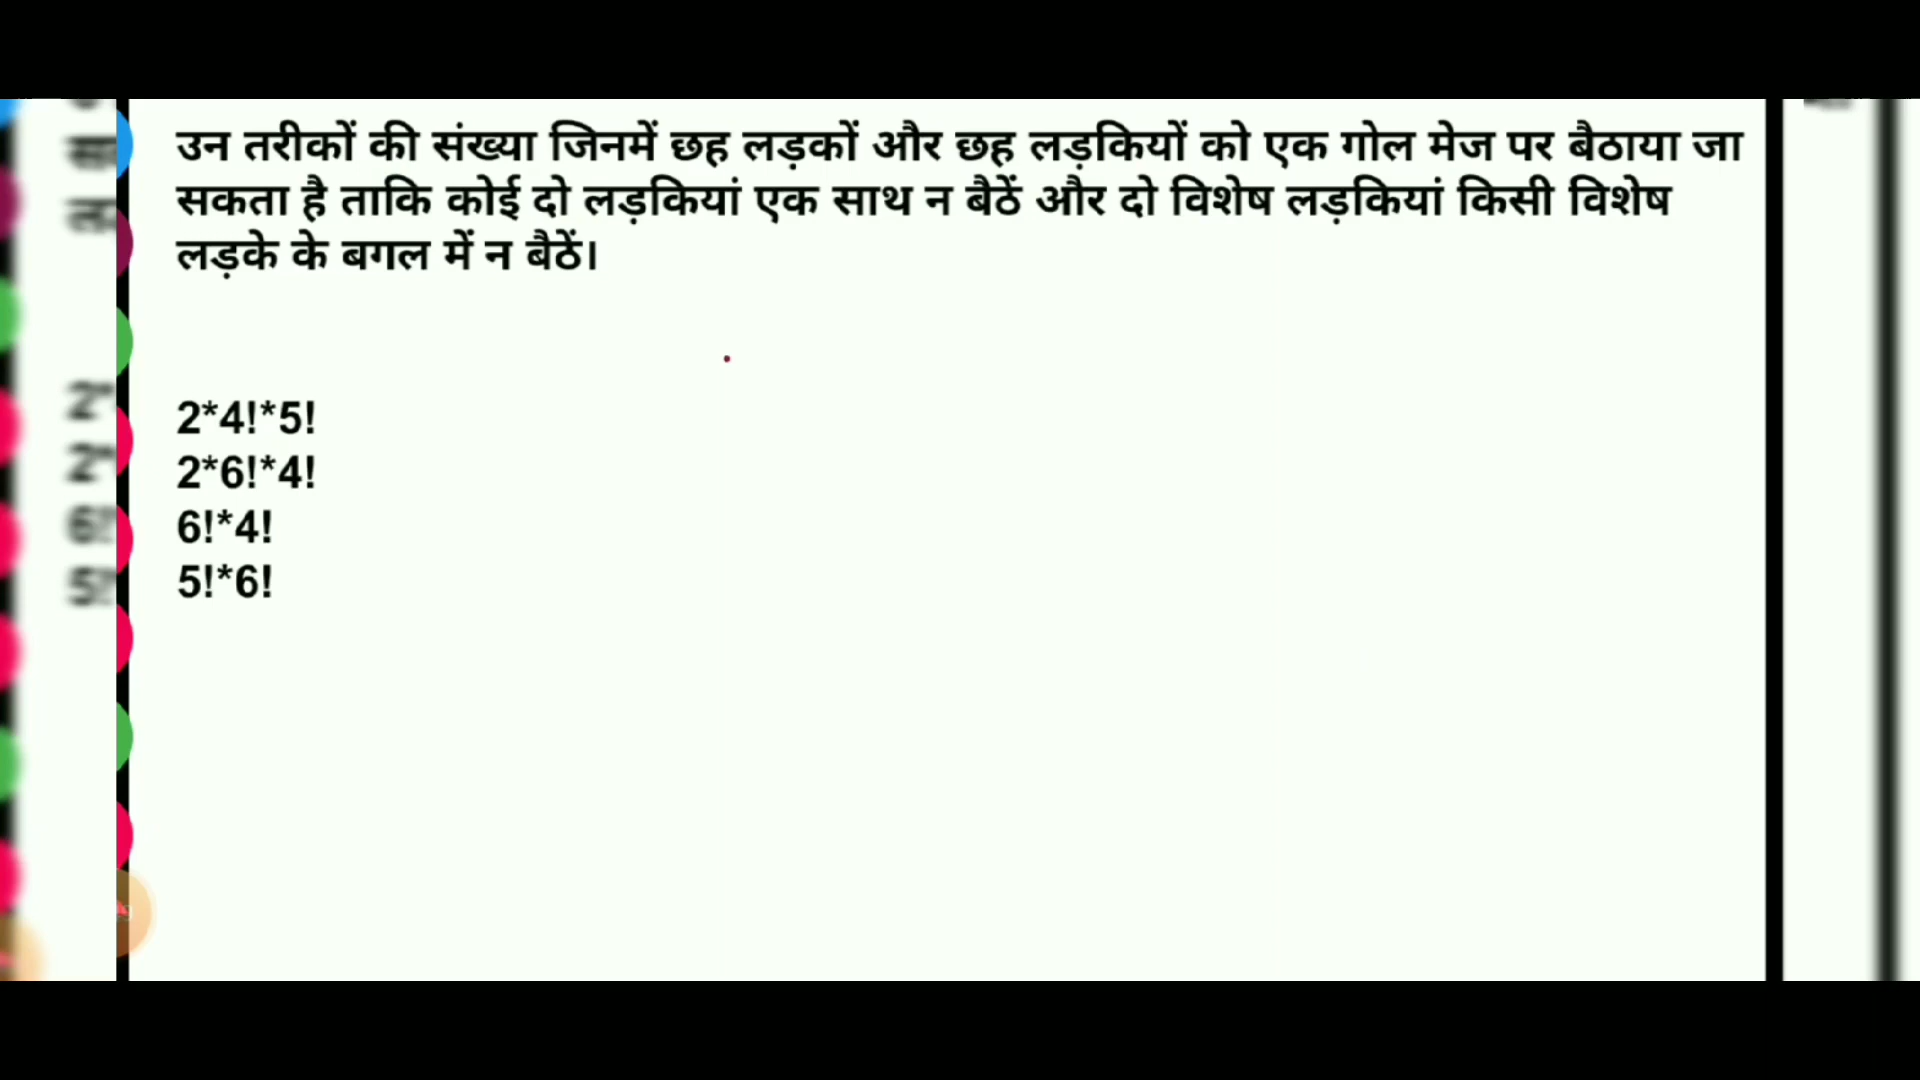 उन तरीकों की संख्या जिनमें छह लड़कों और छह लड़कियों को एक गोल मेज पर बैठाया जा
सकता है ताकि कोई दो लड़कियां एक साथ न बैठें और दो विशेष लड़कियां किसी विशेष
लड़के के बगल में न बैठें।
2*4!*5!
2*6!*4!
6!*4!
5!*6!